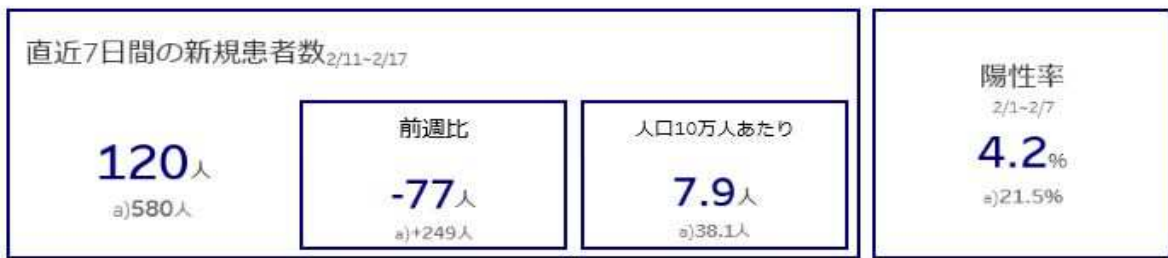 直近7日間の新規患者数2/11~2/17
120人
a)580人
前週比
-77人
a)+249人
人口10万人あたり
7.9人
a)38.1人
陽性率
2/1~2/7
4.2%
a)21.5%